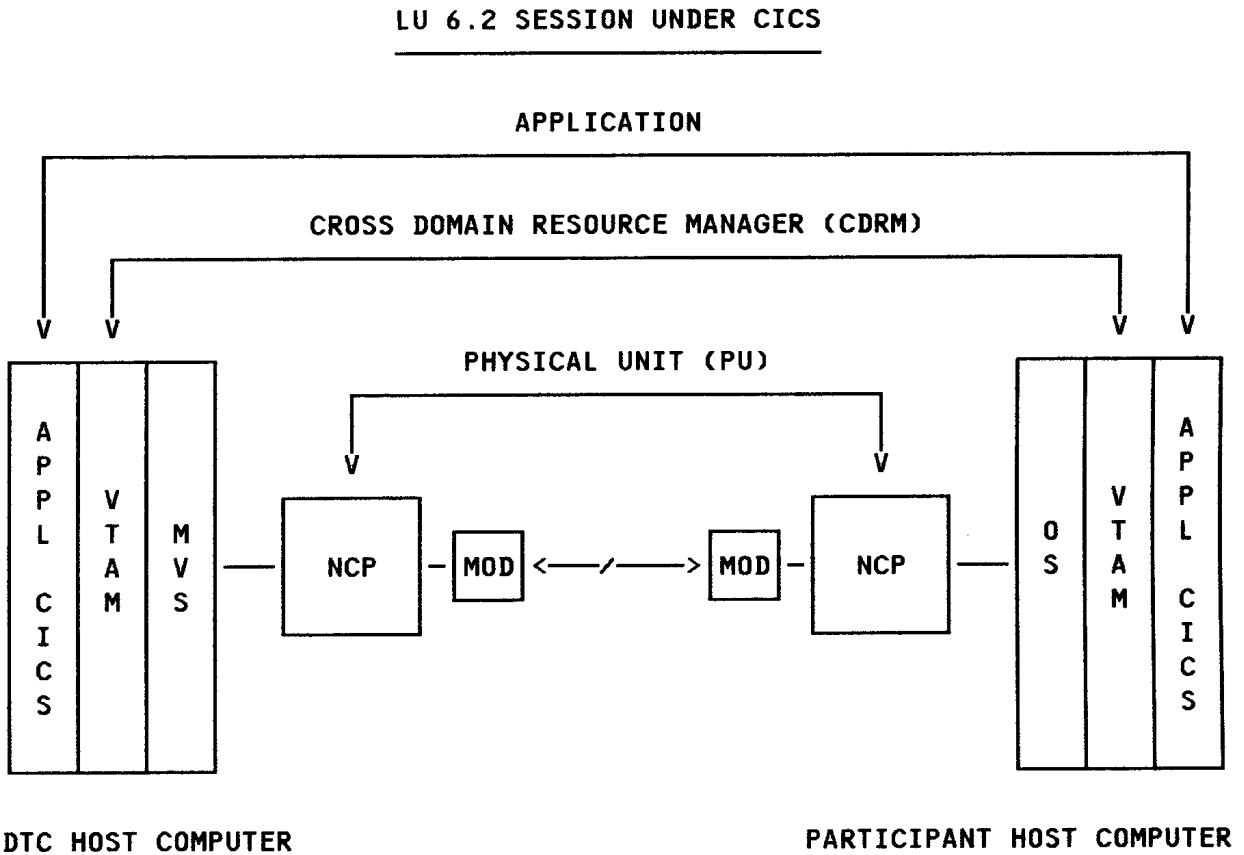 LU 6.2 SESSION UNDER CICS
APPLICATION
CROSS DOMAIN RESOURCE MANAGER (CDRM)
PHYSICAL UNIT (PU)
APPL CICS
VTAM
MVS
NCP
MOD
MOD
NCP
OS
VTAM
APPL CICS
DTC HOST COMPUTER
PARTICIPANT HOST COMPUTER